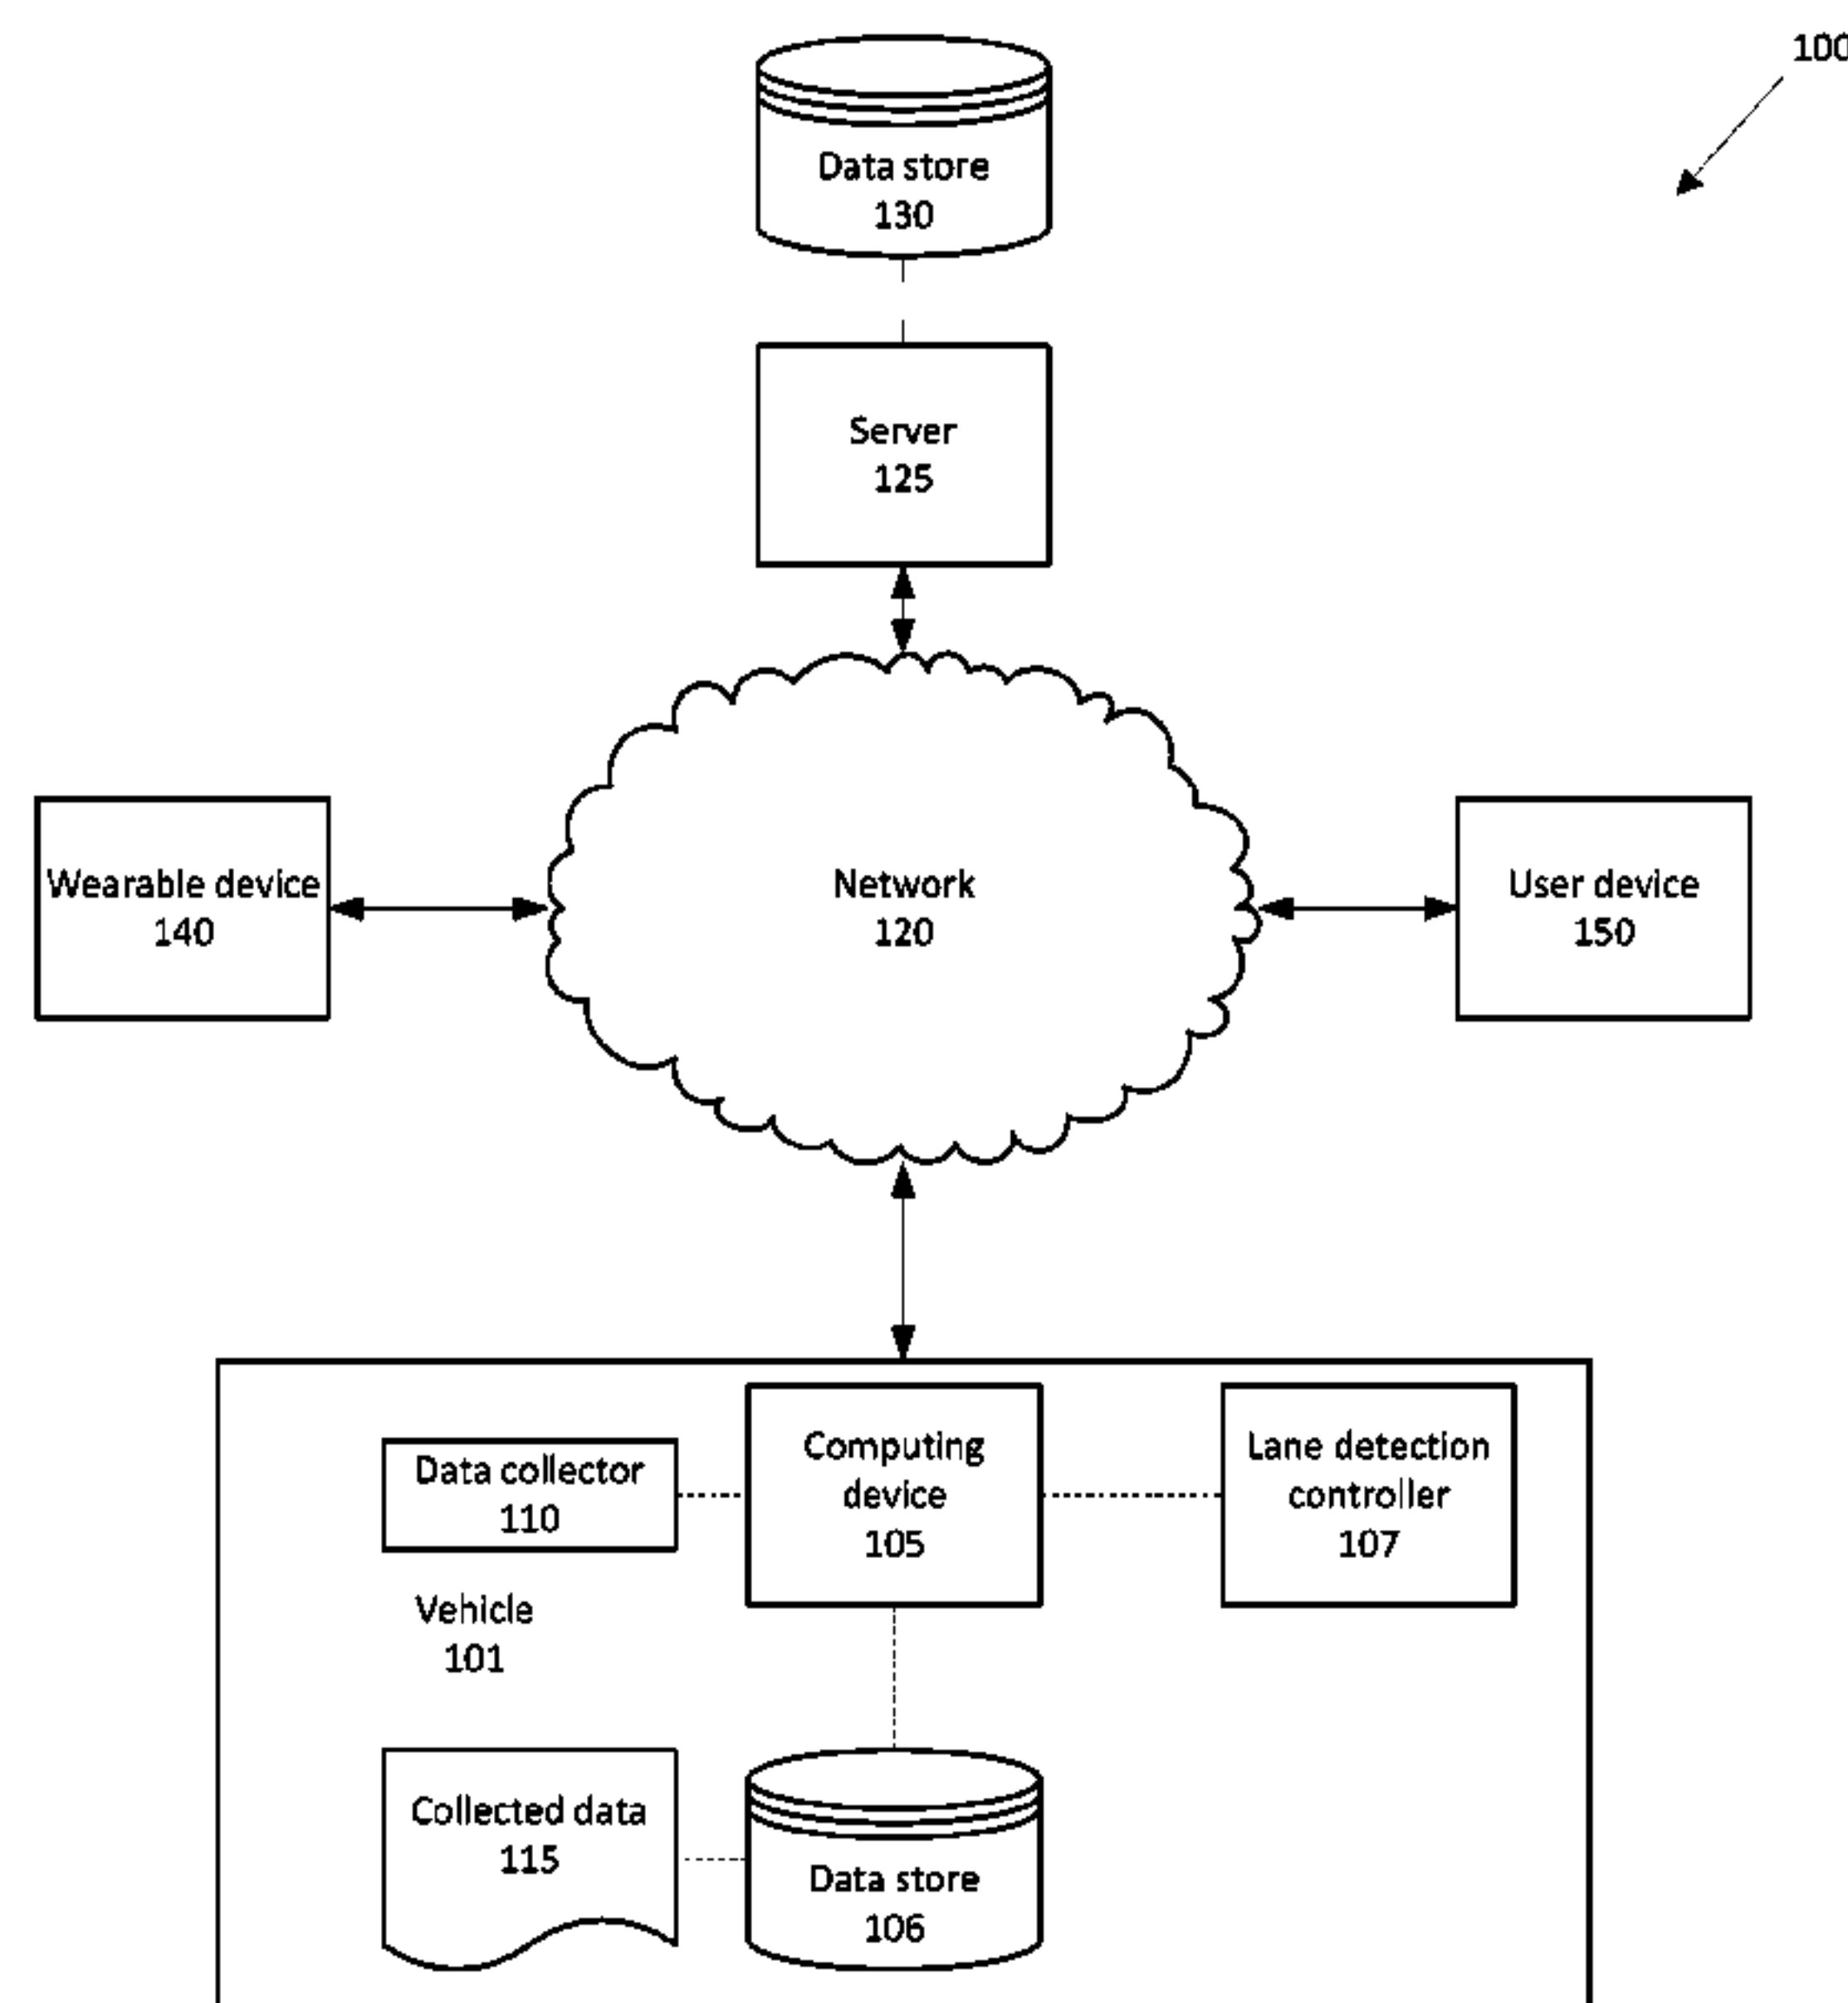 100
Data store
130
Server
125
Wearable device
140
Network
120
User device
150
Data collector
110
Computing
device
105
Lane detection
controller
107
Vehicle
101
Collected data
115
Data store
106